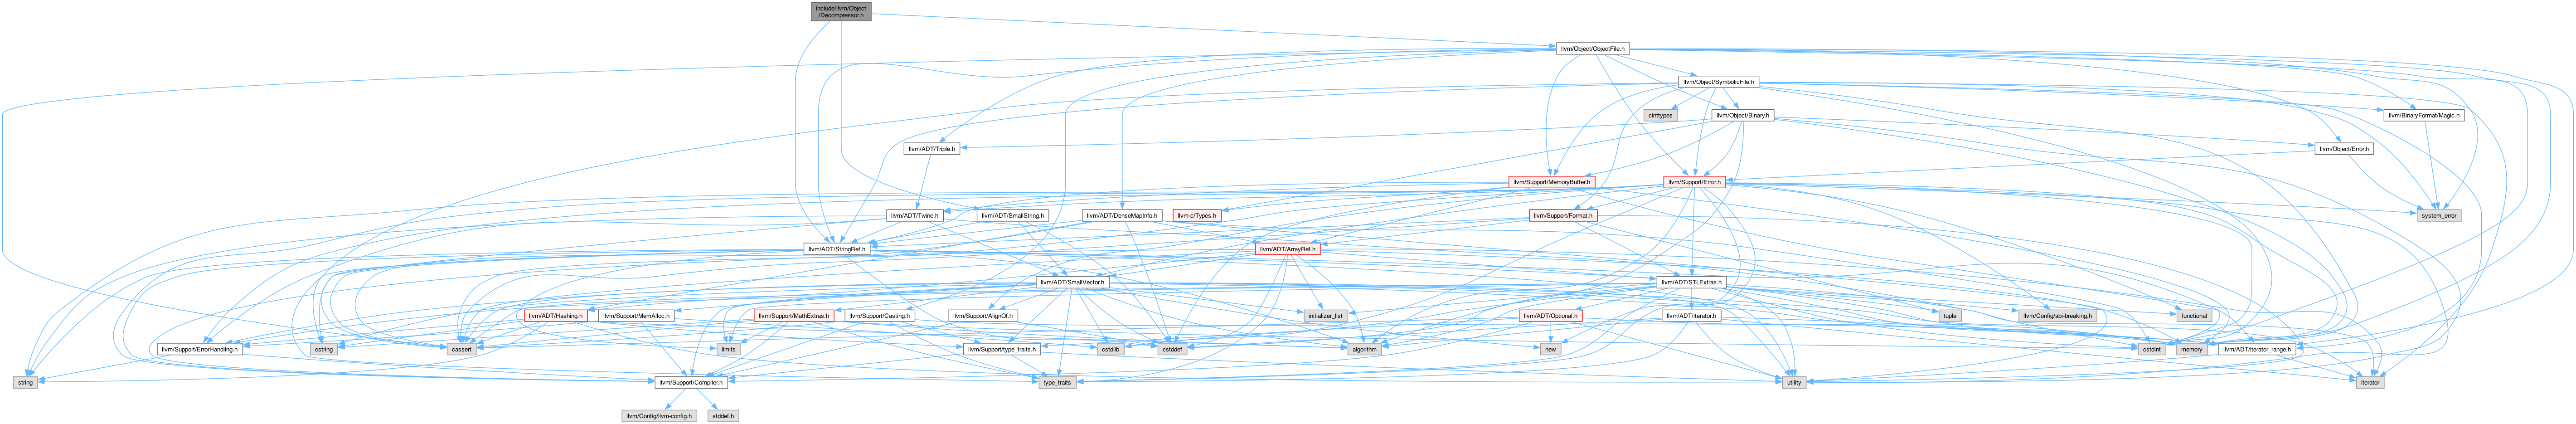 include/llvm/Object
/Decompressor.h
llvm/Object/ObjectFile.h
llvm/Object/SymbolicFile.h
cinttypes
llvm/Object/Binary.h
llvm/BinaryFormat/Magic.h
llvm/ADT/Triple.h
llvm/Object/Error.h
llvm/Support/MemoryBuffer.h
llvm/Support/Error.h
llvm/ADT/Twine.h
llvm/ADT/SmallString.h
llvm/ADT/DenseMapInfo.h
llvm-c/Types.h
llvm/Support/Format.h
system_error
llvm/ADT/StringRef.h
llvm/ADT/ArrayRef.h
llvm/ADT/SmallVector.h
llvm/ADT/STLExtras.h
llvm/ADT/Hashing.h
llvm/Support/MemAlloc.h
llvm/Support/MathExtras.h
llvm/Support/Casting.h
llvm/Support/AlignOf.h
initializer_list
llvm/ADT/Optional.h
llvm/ADT/iterator.h
tuple
llvm/Config/abi-breaking.h
functional
llvm/Support/ErrorHandling.h
cstring
cassert
limits
llvm/Support/type_traits.h
cstdlib
cstddef
algorithm
new
cstdint
memory
llvm/ADT/iterator_range.h
string
llvm/Support/Compiler.h
type_traits
utility
iterator
llvm/Config/llvm-config.h
stddef.h